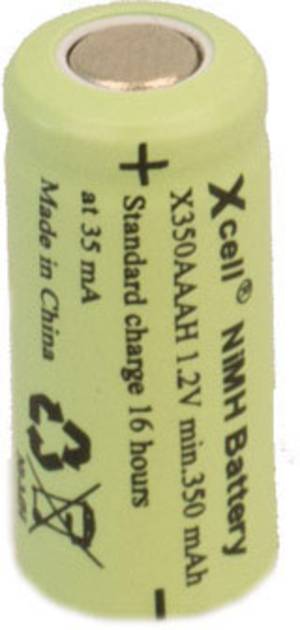 Xcell® NiMH Battery
X350AAAH 1.2V min.350 mAh
+ Standard charge 16 hours -
at 35 mA
Made in China